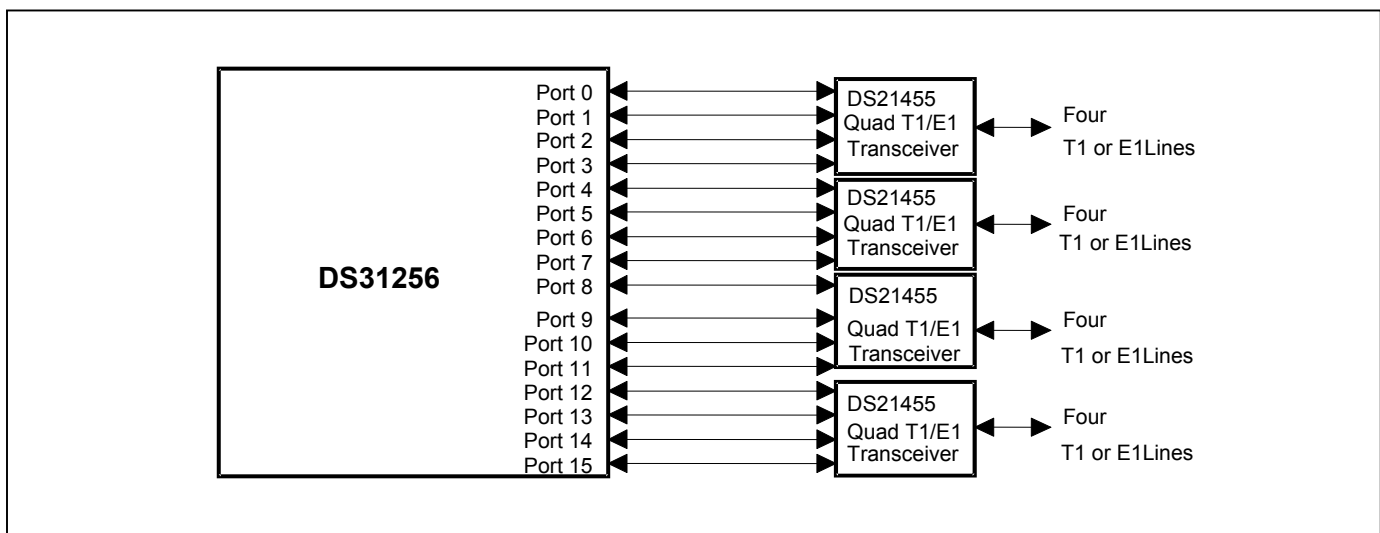 DS31256
Port 0
Port 1
Port 2
Port 3
Port 4
Port 5
Port 6
Port 7
Port 8
Port 9
Port 10
Port 11
Port 12
Port 13
Port 14
Port 15
DS21455
Quad T1/E1
Transceiver
Four
T1 or E1Lines
DS21455
Quad T1/E1
Transceiver
Four
T1 or E1Lines
DS21455
Quad T1/E1
Transceiver
Four
T1 or E1Lines
DS21455
Quad T1/E1
Transceiver
Four
T1 or E1Lines